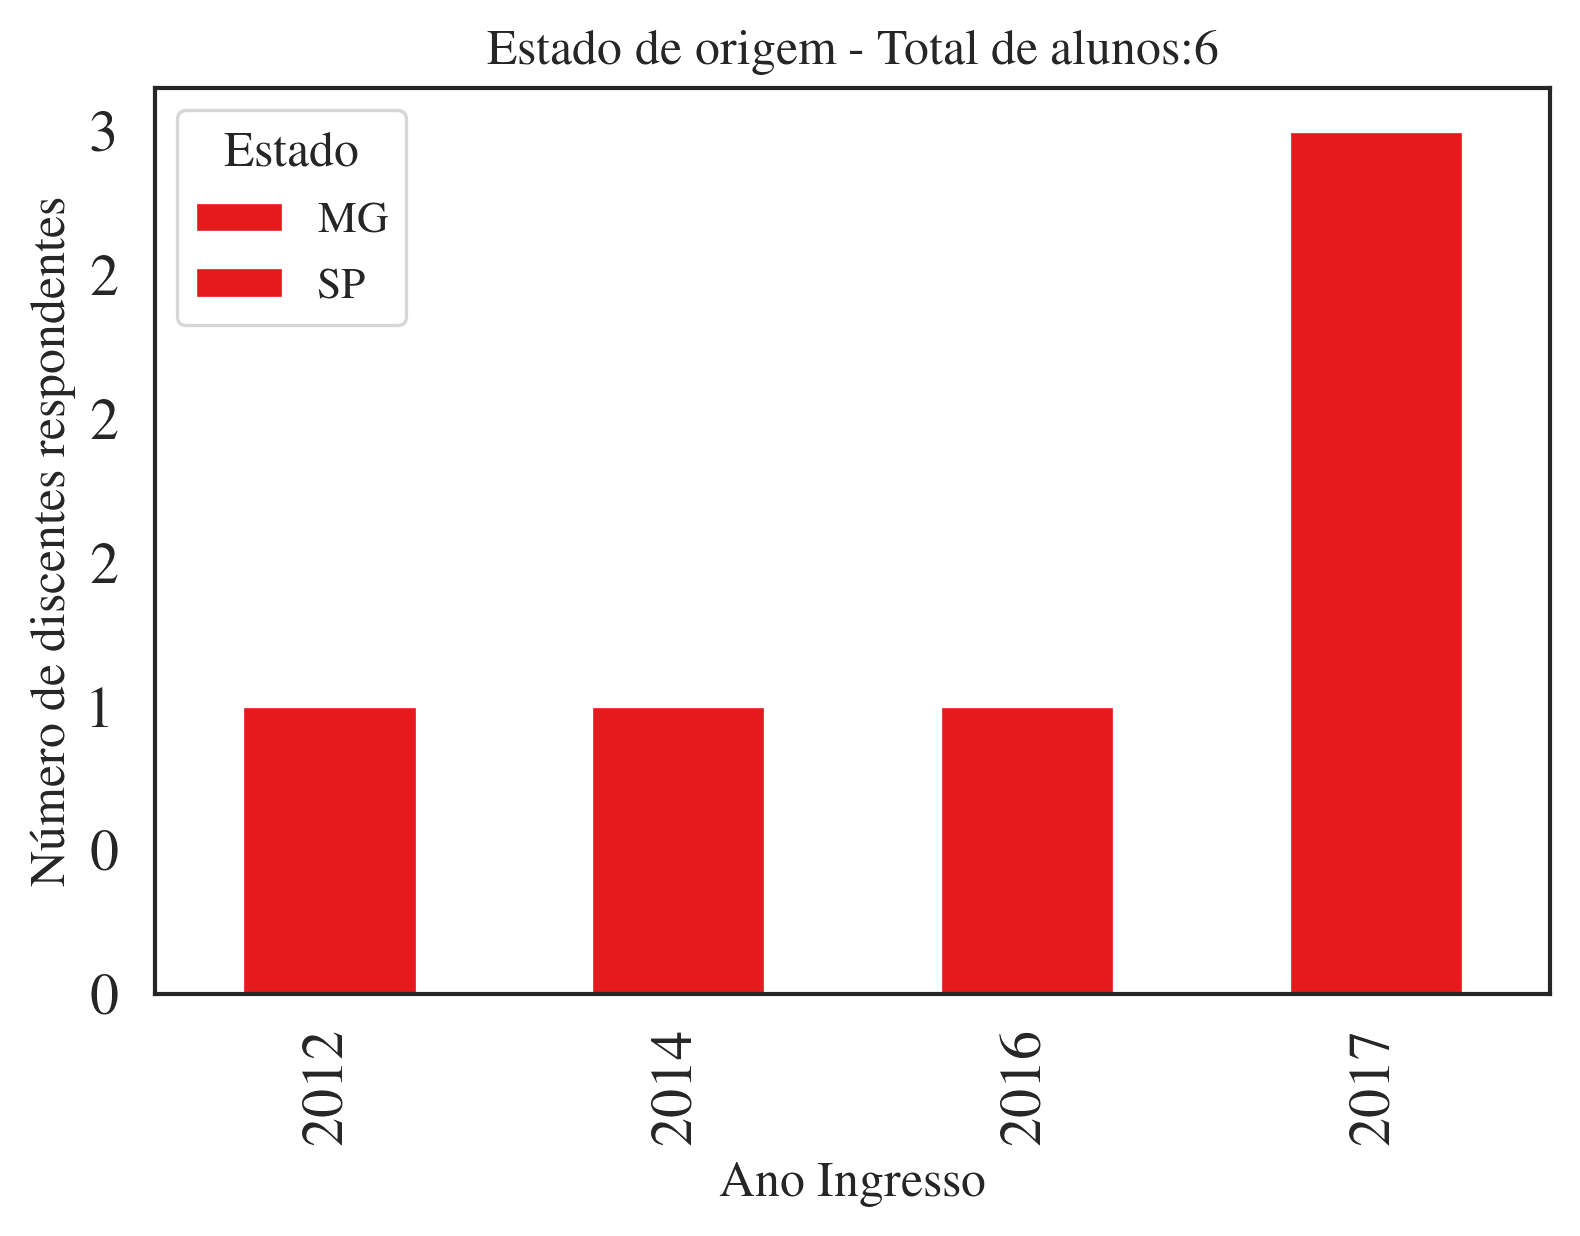 Estado de origem - Total de alunos:6
Estado
MG
SP
Número de discentes respondentes
3
2
2
2
1
0
0
2012
2014
2016
2017
Ano Ingresso